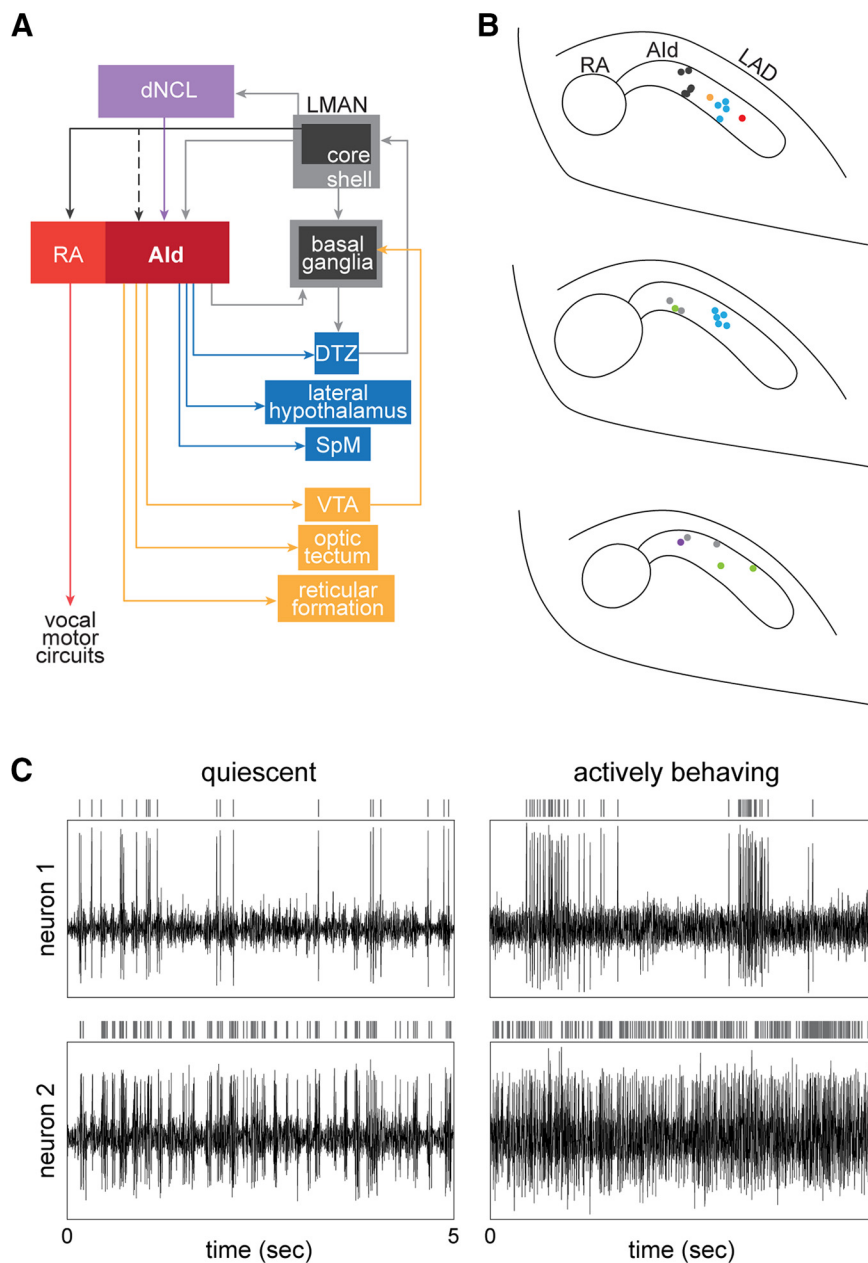 A
dNCL
LMAN
core
shell
RA
AId
basal
ganglia
DTZ
lateral
hypothalamus
SpM
VTA
optic
tectum
reticular
formation
vocal
motor
circuits
B
RA
AId
LAD
C
quiescent
actively behaving
neuron 1
neuron 2
0
5
time (sec)
0
time (sec)